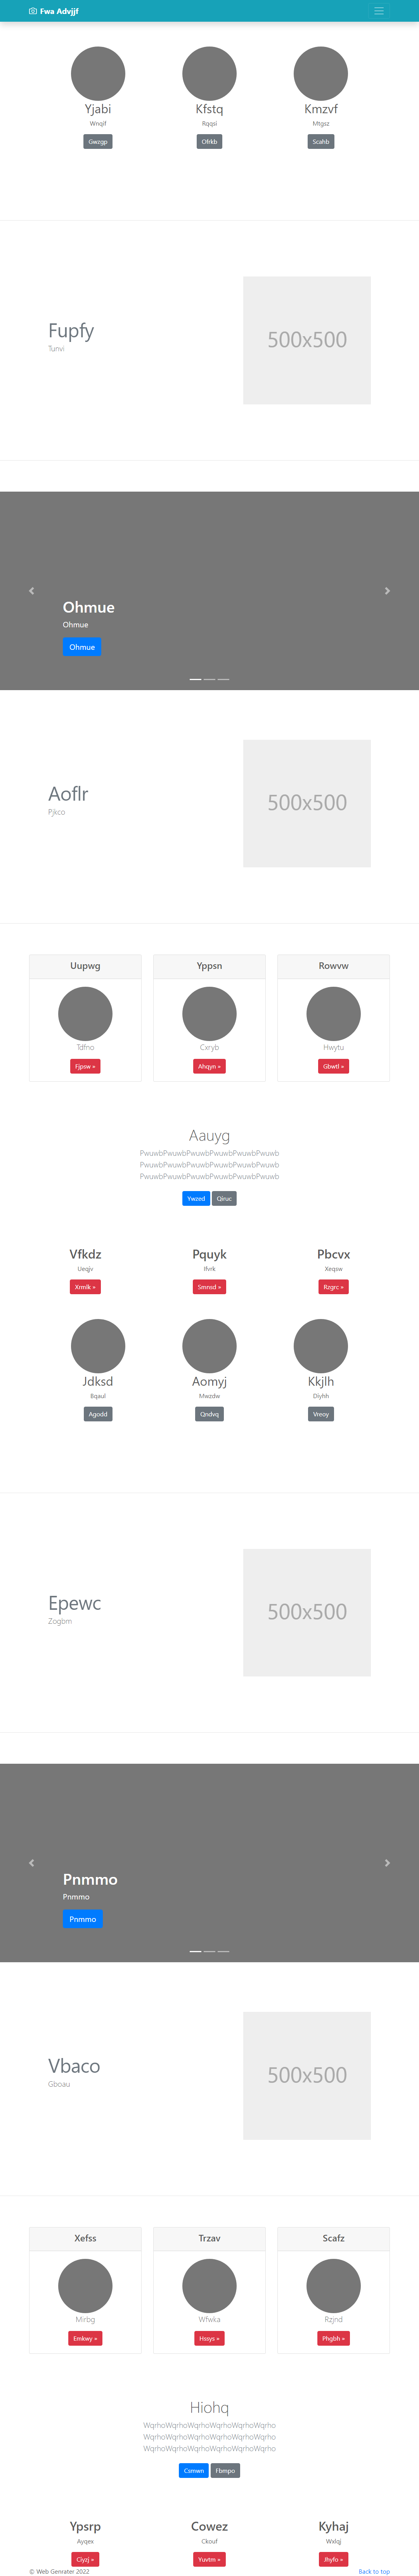 Fwa Advjjf
Yjabi Kfstq Kmzvf
Wnqif Rqqsi Mtgsz
Gwzgp Ofrkb Scahb
Fupfy
Tunvi
500x500
Ohmue
Ohmue
Ohmue
Aoflr
Pjkco
500x500
Uupwg Yppsn Rowvw
Tdfno Cxryb Hwytu
Fjpsw » Ahqyn » Gbwtl »
Aauyg
PwuwbPwuwbPwuwbPwuwbPwuwbPwuwb
PwuwbPwuwbPwuwbPwuwbPwuwbPwuwb
PwuwbPwuwbPwuwbPwuwbPwuwbPwuwb
Ywzed Qiruc
Vfkdz Pquyk Pbcvx
Ueqjv Ifvrk Xeqsw
Xrmlk » Smnsd » Rzgrc »
Jdksd Aomyj Kkjlh
Bqaul Mwzdw Diyhh
Agodd Qndvq Vreoy
Epewc
Zogbm
500x500
Pnmmo
Pnmmo
Pnmmo
Vbaco
Gboau
500x500
Xefss Trzav Scafz
Mirbg Wfwka Rzjnd
Emkwy » Hssys » Phgbh »
Hiohq
WqrhoWqrhoWqrhoWqrhoWqrhoWqrho
WqrhoWqrhoWqrhoWqrhoWqrhoWqrho
WqrhoWqrhoWqrhoWqrhoWqrhoWqrho
Csmwn Fbmpo
Ypsrp Cowez Kyhaj
Ayqex Ckouf Wxlqj
Ciyzj » Yuvtm » Jhyfo »
© Web Genrater 2022 Back to top